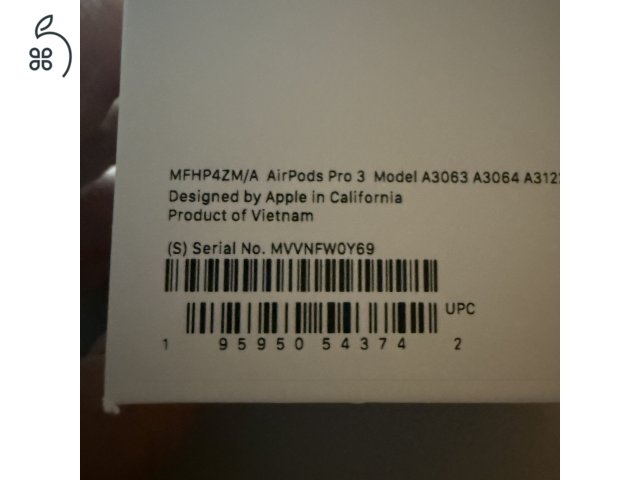 MFHP4ZM/A AirPods Pro 3 Model A3063 A3064 A312
Designed by Apple in California
Product of Vietnam
(S) Serial No. MVVNFW0Y69
UPC
1 95950 54374 2